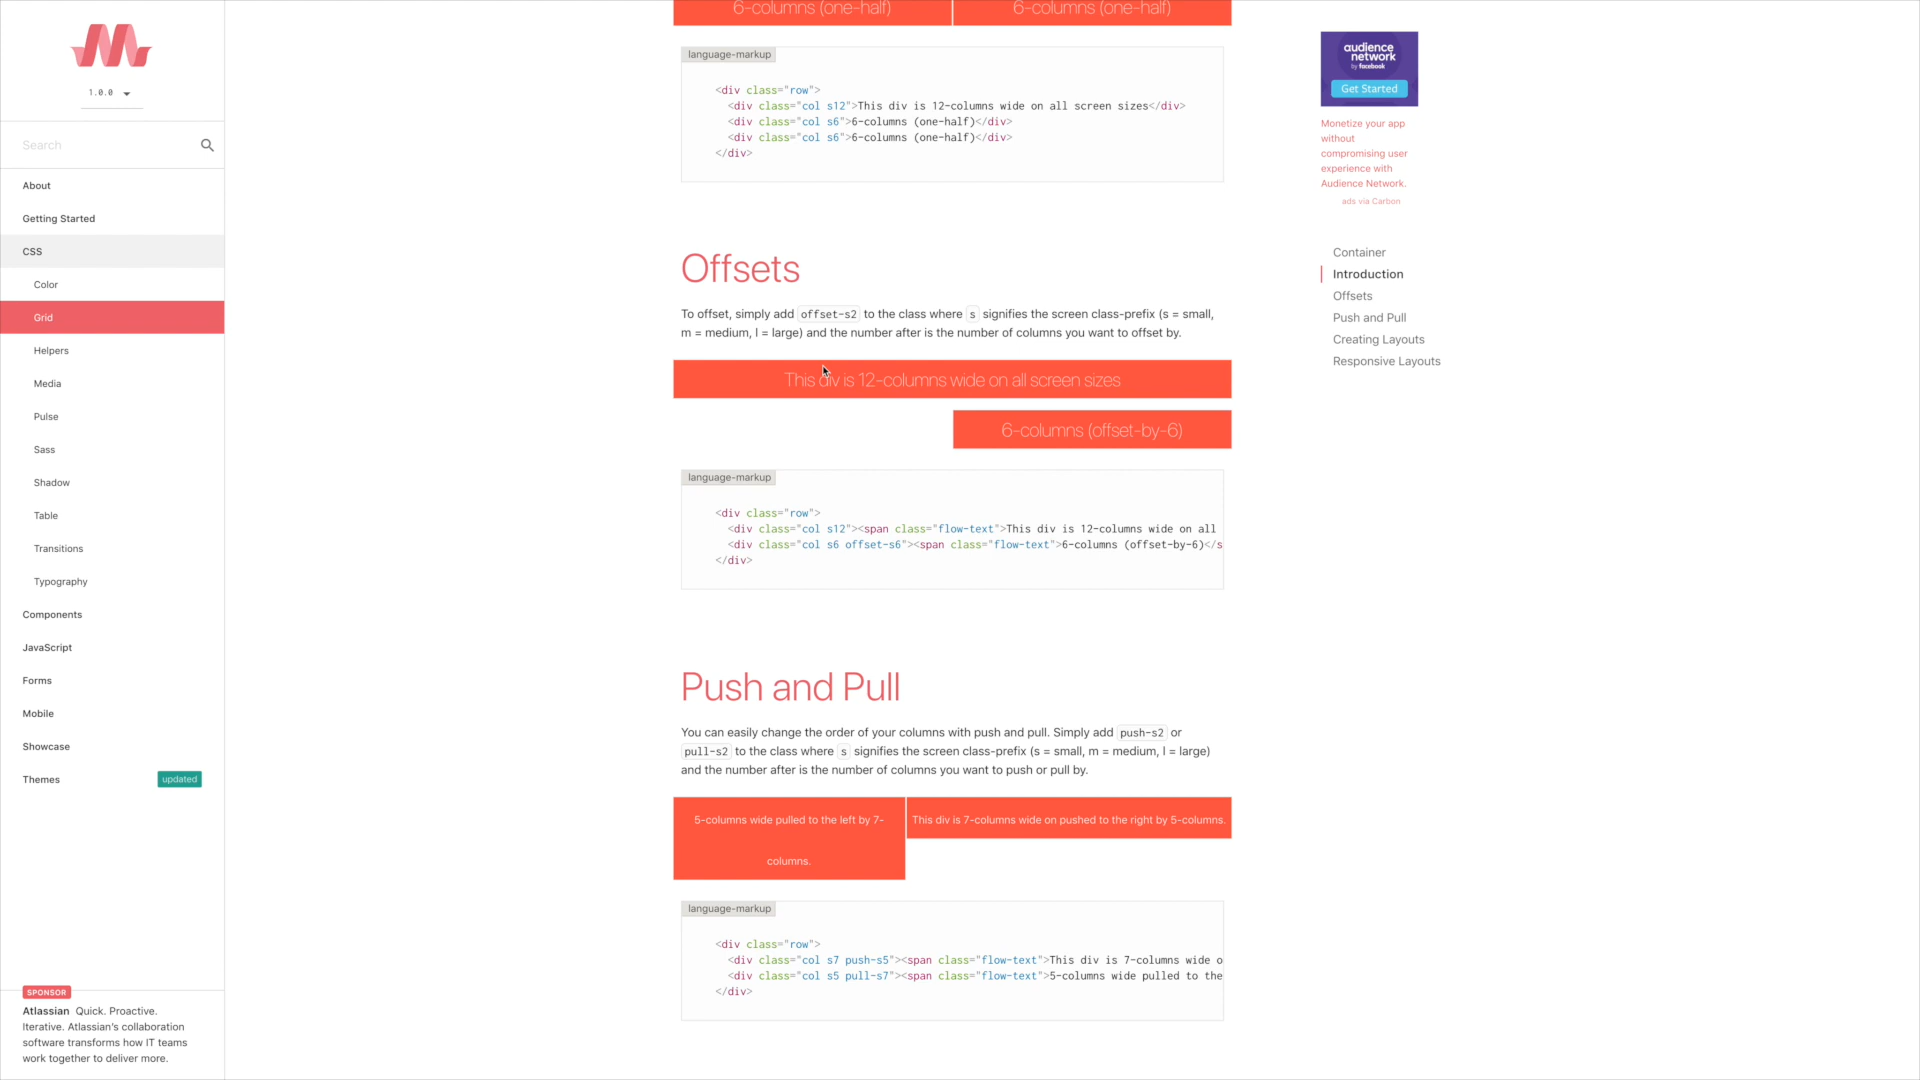 1.0.0
Search
About
Getting Started
CSS
Color
Grid
Helpers
Media
Pulse
Sass
Shadow
Table
Transitions
Typography
Components
JavaScript
Forms
Mobile
Showcase
Themes updated
SPONSOR
Atlassian Quick. Proactive.
Iterative. Atlassian's collaboration
software transforms how IT teams
work together to deliver more.
6-columns (one-half) 6-columns (one-half)
language-markup
<div class="row">
<div class="col s12">This div is 12-columns wide on all screen sizes</div>
<div class="col s6">6-columns (one-half)</div>
<div class="col s6">6-columns (one-half)</div>
</div>
Offsets
To offset, simply add offset-s2 to the class where s signifies the screen class-prefix (s = small,
m = medium, l = large) and the number after is the number of columns you want to offset by.
This div is 12-columns wide on all screen sizes
6-columns (offset-by-6)
language-markup
<div class="row">
<div class="col s12"><span class="flow-text">This div is 12-columns wide on all
<div class="col s6 offset-s6"><span class="flow-text">6-columns (offset-by-6)</s
</div>
Push and Pull
You can easily change the order of your columns with push and pull. Simply add push-s2 or
pull-s2 to the class where s signifies the screen class-prefix (s = small, m = medium, l = large)
and the number after is the number of columns you want to push or pull by.
5-columns wide pulled to the left by 7-
columns.
This div is 7-columns wide on pushed to the right by 5-columns.
language-markup
<div class="row">
<div class="col s7 push-s5"><span class="flow-text">This div is 7-columns wide o
<div class="col s5 pull-s7"><span class="flow-text">5-columns wide pulled to the
</div>
audience
network
by facebook
Get Started
Monetize your app
without
compromising user
experience with
Audience Network.
ads via Carbon
Container
Introduction
Offsets
Push and Pull
Creating Layouts
Responsive Layouts